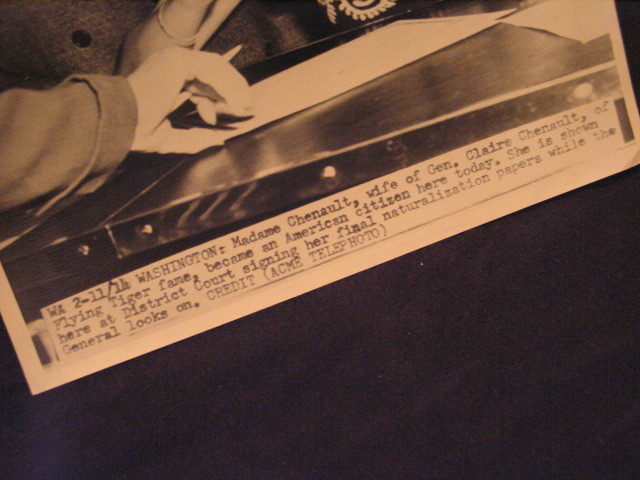 WA 2-11/14 WASHINGTON: Madame Chenault, wife of Gen. Claire Chenault, of
Flying Tiger fame, became an American citizen here today. She is shown
here at District Court signing her final naturalization papers while the
General looks on. CREDIT (ACME TELEPHOTO)